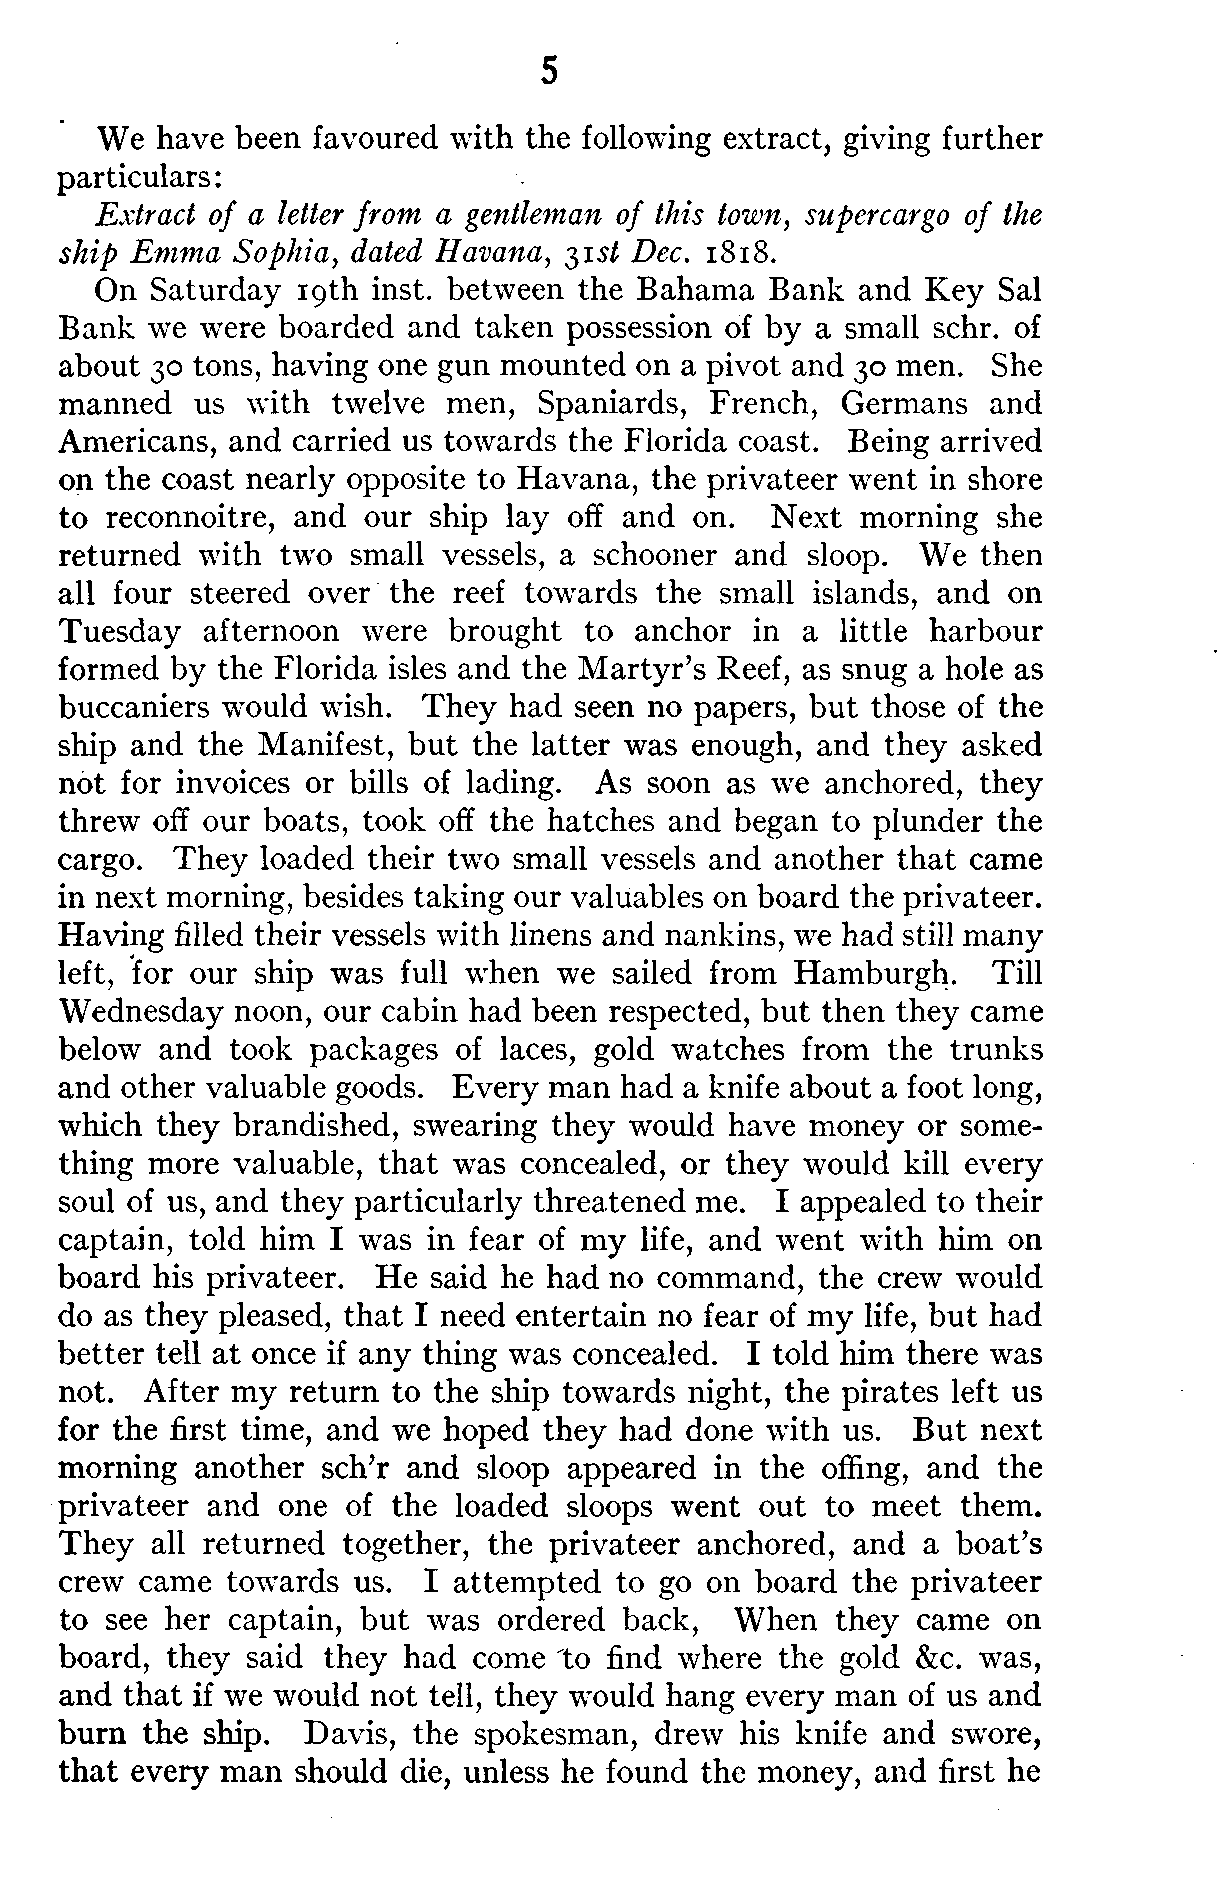 5
We have been favoured with the following extract, giving further
particulars:
Extract of a letter from a gentleman of this town, supercargo of the
ship Emma Sophia, dated Havana, 31st Dec. 1818.
On Saturday 19th inst. between the Bahama Bank and Key Sal
Bank we were boarded and taken possession of by a small schr. of
about 30 tons, having one gun mounted on a pivot and 30 men. She
manned us with twelve men, Spaniards, French, Germans and
Americans, and carried us towards the Florida coast. Being arrived
on the coast nearly opposite to Havana, the privateer went in shore
to reconnoitre, and our ship lay off and on. Next morning she
returned with two small vessels, a schooner and sloop. We then
all four steered over the reef towards the small islands, and on
Tuesday afternoon were brought to anchor in a little harbour
formed by the Florida isles and the Martyr's Reef, as snug a hole as
buccaniers would wish. They had seen no papers, but those of the
ship and the Manifest, but the latter was enough, and they asked
not for invoices or bills of lading. As soon as we anchored, they
threw off our boats, took off the hatches and began to plunder the
cargo. They loaded their two small vessels and another that came
in next morning, besides taking our valuables on board the privateer.
Having filled their vessels with linens and nankins, we had still many
left, for our ship was full when we sailed from Hamburgh. Till
Wednesday noon, our cabin had been respected, but then they came
below and took packages of laces, gold watches from the trunks
and other valuable goods. Every man had a knife about a foot long,
which they brandished, swearing they would have money or some-
thing more valuable, that was concealed, or they would kill every
soul of us, and they particularly threatened me. I appealed to their
captain, told him I was in fear of my life, and went with him on
board his privateer. He said he had no command, the crew would
do as they pleased, that I need entertain no fear of my life, but had
better tell at once if any thing was concealed. I told him there was
not. After my return to the ship towards night, the pirates left us
for the first time, and we hoped they had done with us. But next
morning another sch'r and sloop appeared in the offing, and the
privateer and one of the loaded sloops went out to meet them.
They all returned together, the privateer anchored, and a boat's
crew came towards us. I attempted to go on board the privateer
to see her captain, but was ordered back, When they came on
board, they said they had come to find where the gold &c. was,
and that if we would not tell, they would hang every man of us and
burn the ship. Davis, the spokesman, drew his knife and swore,
that every man should die, unless he found the money, and first he